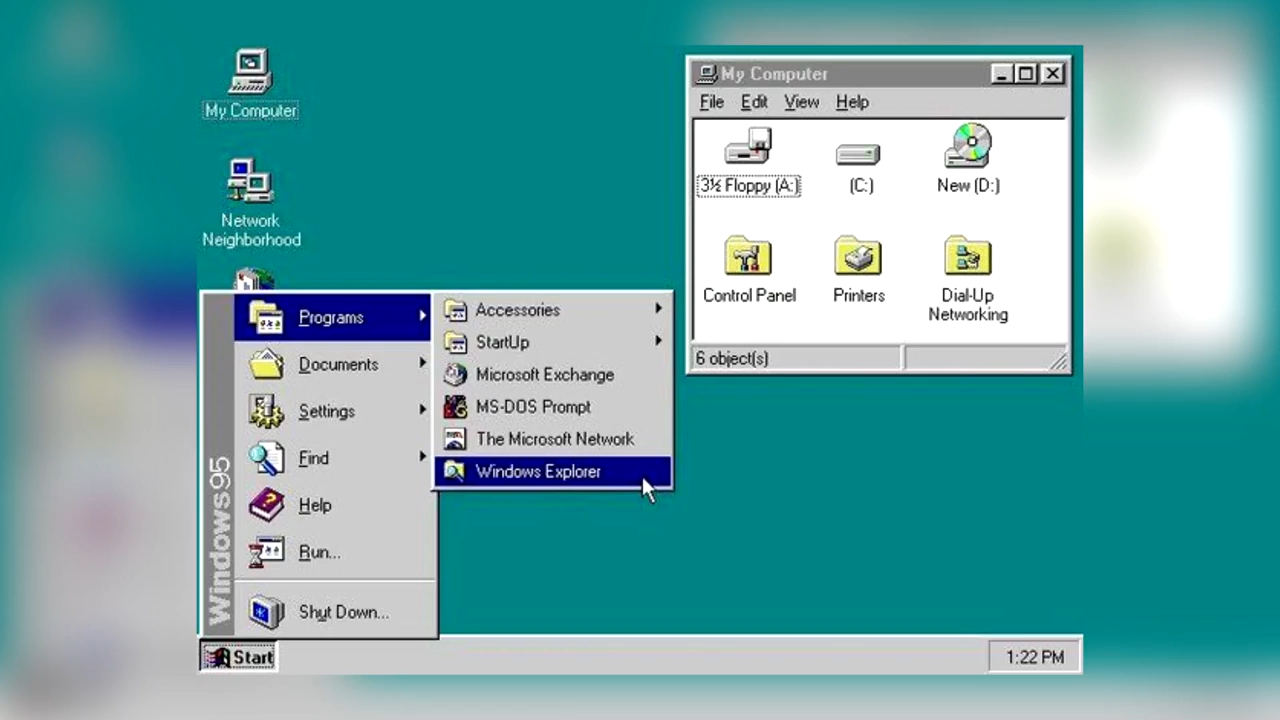 My Computer
Network
Neighborhood
My Computer
File Edit View Help
3½ Floppy (A:) (C:) New (D:)
Control Panel Printers Dial-Up
Networking
6 object(s)
Programs
Documents
Settings
Find
Help
Run...
Shut Down...
Windows95
Accessories
StartUp
Microsoft Exchange
MS-DOS Prompt
The Microsoft Network
Windows Explorer
Start
1:22 PM